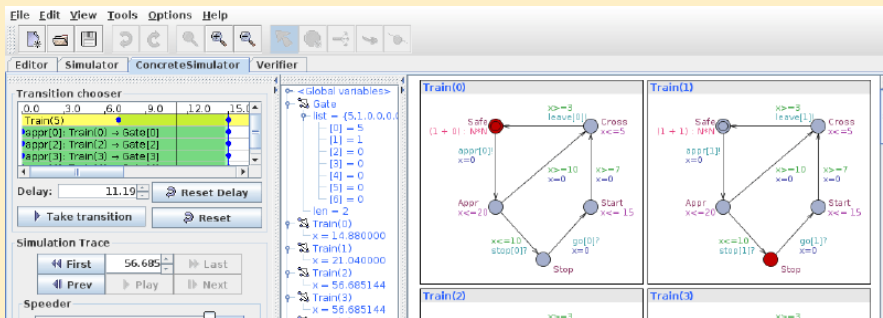 File Edit View Tools Options Help
Editor Simulator ConcreteSimulator Verifier
Transition chooser
0.0 3.0 6.0 9.0 12.0 15.0
Train(5)
appr[0]: Train(0) → Gate[0]
appr[2]: Train(2) → Gate[2]
appr[3]: Train(3) → Gate[3]
Delay: 11.19 Reset Delay
Take transition Reset
Simulation Trace
First 56.685 Last
Prev Play Next
Speeder
<Global variables>
Gate
list = {5,1,0,0,0,
[0] = 5
[1] = 1
[2] = 0
[3] = 0
[4] = 0
[5] = 0
[6] = 0
len = 2
Train(0)
x = 14.880000
Train(1)
x = 21.040000
Train(2)
x = 56.685144
Train(3)
x = 56.685144
Train(0)
x>=3
leave[0]!
Safe Cross
(1 + 0) : N*N x<=5
appr[0]!
x=0
x>=10 x>=7
x=0 x=0
Appr Start
x<=20 x<= 15
x<=10 go[0]?
stop[0]? x=0
Stop
Train(1)
x>=3
leave[1]!
Safe Cross
(1 + 1) : N*N x<=5
appr[1]!
x=0
x>=10 x>=7
x=0 x=0
Appr Start
x<=20 x<= 15
x<=10 go[1]?
stop[1]? x=0
Stop
Train(2)
x>=3
Train(3)
x>=3